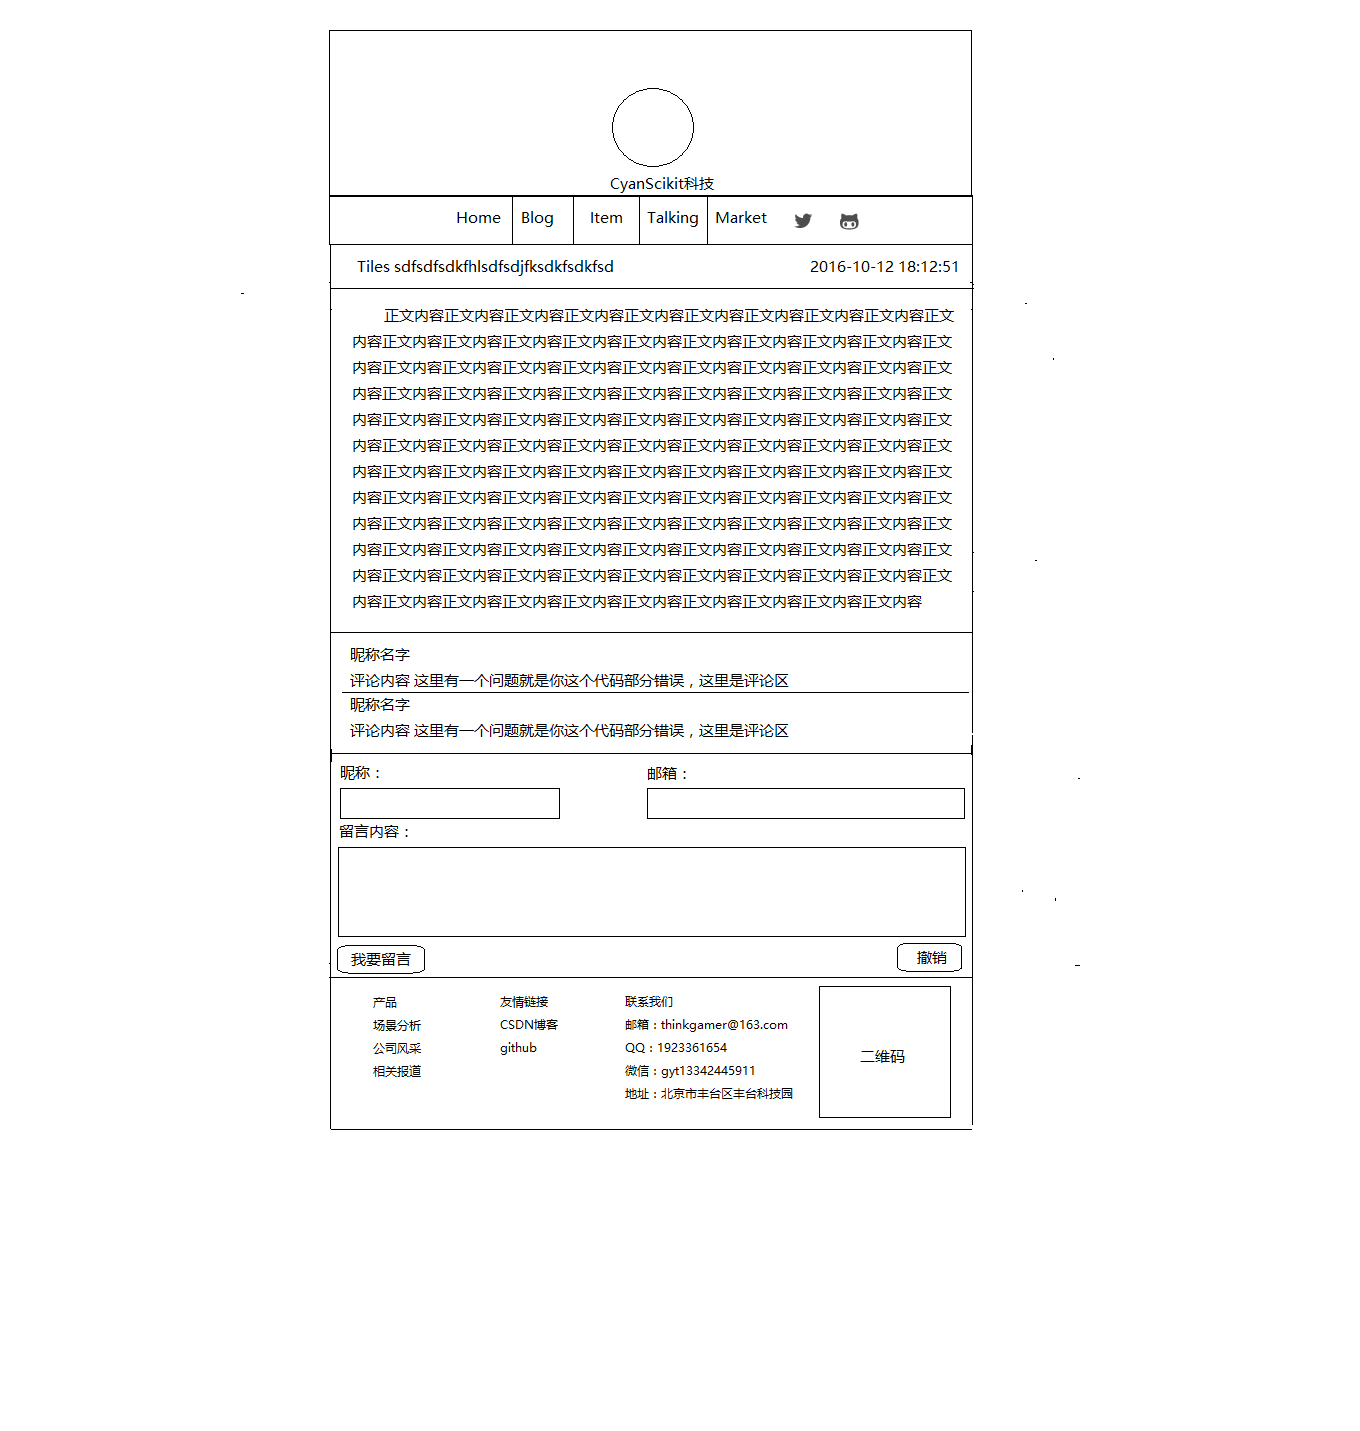 CyanScikit科技
Home Blog Item Talking Market
Tiles sdfsdfsdkfhlsdfsdjfksdkfsdkfsd 2016-10-12 18:12:51
正文内容正文内容正文内容正文内容正文内容正文内容正文内容正文内容正文内容正文
内容正文内容正文内容正文内容正文内容正文内容正文内容正文内容正文内容正文内容正文
内容正文内容正文内容正文内容正文内容正文内容正文内容正文内容正文内容正文内容正文
内容正文内容正文内容正文内容正文内容正文内容正文内容正文内容正文内容正文内容正文
内容正文内容正文内容正文内容正文内容正文内容正文内容正文内容正文内容正文内容正文
内容正文内容正文内容正文内容正文内容正文内容正文内容正文内容正文内容正文内容正文
内容正文内容正文内容正文内容正文内容正文内容正文内容正文内容正文内容正文内容正文
内容正文内容正文内容正文内容正文内容正文内容正文内容正文内容正文内容正文内容正文
内容正文内容正文内容正文内容正文内容正文内容正文内容正文内容正文内容正文内容正文
内容正文内容正文内容正文内容正文内容正文内容正文内容正文内容正文内容正文内容正文
内容正文内容正文内容正文内容正文内容正文内容正文内容正文内容正文内容正文内容正文
内容正文内容正文内容正文内容正文内容正文内容正文内容正文内容正文内容正文内容
昵称名字
评论内容 这里有一个问题就是你这个代码部分错误，这里是评论区
昵称名字
评论内容 这里有一个问题就是你这个代码部分错误，这里是评论区
昵称： 邮箱：
留言内容：
我要留言 撤销
产品
场景分析
公司风采
相关报道
友情链接
CSDN博客
github
联系我们
邮箱：thinkgamer@163.com
QQ：1923361654
微信：gyt13342445911
地址：北京市丰台区丰台科技园
二维码